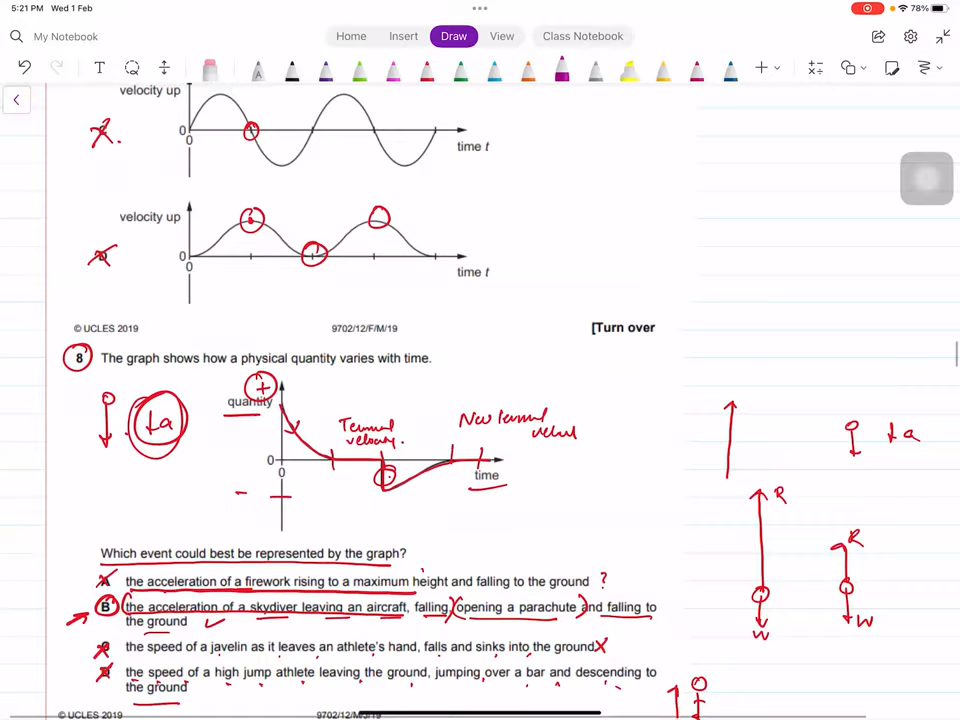 5:21 PM Wed 1 Feb
78%
My Notebook
Home Insert Draw View Class Notebook
velocity up
0
0
time t
velocity up
0
0
time t
© UCLES 2019 9702/12/F/M/19 [Turn over
8 The graph shows how a physical quantity varies with time.
+
quantity
+a
Terminal velocity.
New terminal
0
0
time
-
+a
R
W
R
W
Which event could best be represented by the graph?
A the acceleration of a firework rising to a maximum height and falling to the ground ?
B the acceleration of a skydiver leaving an aircraft, falling, opening a parachute and falling to
the ground
C the speed of a javelin as it leaves an athlete's hand, falls and sinks into the ground x
D the speed of a high jump athlete leaving the ground, jumping over a bar and descending to
the ground
© UCLES 2019